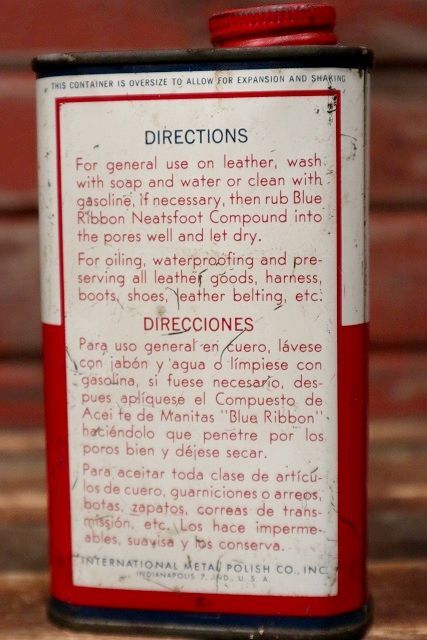 THIS CONTAINER IS OVERSIZE TO ALLOW FOR EXPANSION AND SHAKING
DIRECTIONS
For general use on leather, wash
with soap and water or clean with
gasoline, if necessary, then rub Blue
Ribbon Neatsfoot Compound into
the pores well and let dry.
For oiling, waterproofing and pre-
serving all leather goods, harness,
boots, shoes, leather belting, etc.
DIRECCIONES
Para uso general en cuero, lávese
con jabón y agua o límpiese con
gasolina, si fuese necesario, des-
pues aplíquese el Compuesto de
Aceite de Manitas "Blue Ribbon"
haciéndolo que penetre por los
poros bien y déjese secar.
Para aceitar toda clase de artícu-
los de cuero, guarniciones o arreos,
botas, zapatos, correas de trans-
misśión, etc. Los hace imperme-
ables, suavisa y los conserva.
INTERNATIONAL METAL POLISH CO., INC.
INDIANAPOLIS 7, IND., U. S. A.